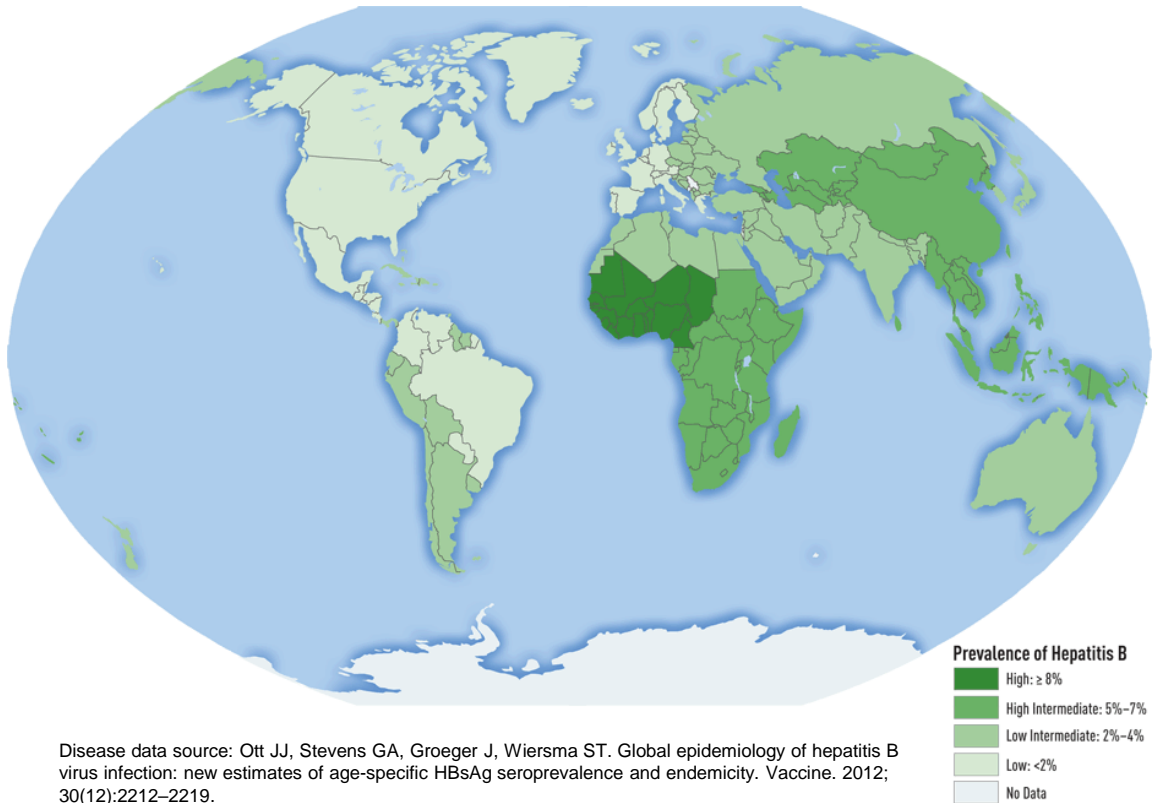 Prevalence of Hepatitis B
High: ≥ 8%
High Intermediate: 5%–7%
Low Intermediate: 2%–4%
Low: <2%
No Data
Disease data source: Ott JJ, Stevens GA, Groeger J, Wiersma ST. Global epidemiology of hepatitis B
virus infection: new estimates of age-specific HBsAg seroprevalence and endemicity. Vaccine. 2012;
30(12):2212–2219.